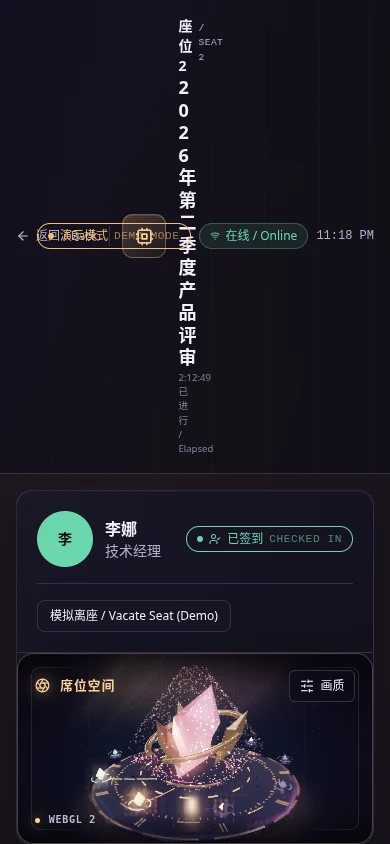 座位2 / SEAT 2
2026年第二季度产品评审
2:12:49 已进行 / Elapsed
返回
演示模式 DEMO MODE
在线 / Online
11:18 PM
李
李娜
技术经理
已签到 CHECKED IN
模拟离座 / Vacate Seat (Demo)
席位空间
画质
WEBGL 2